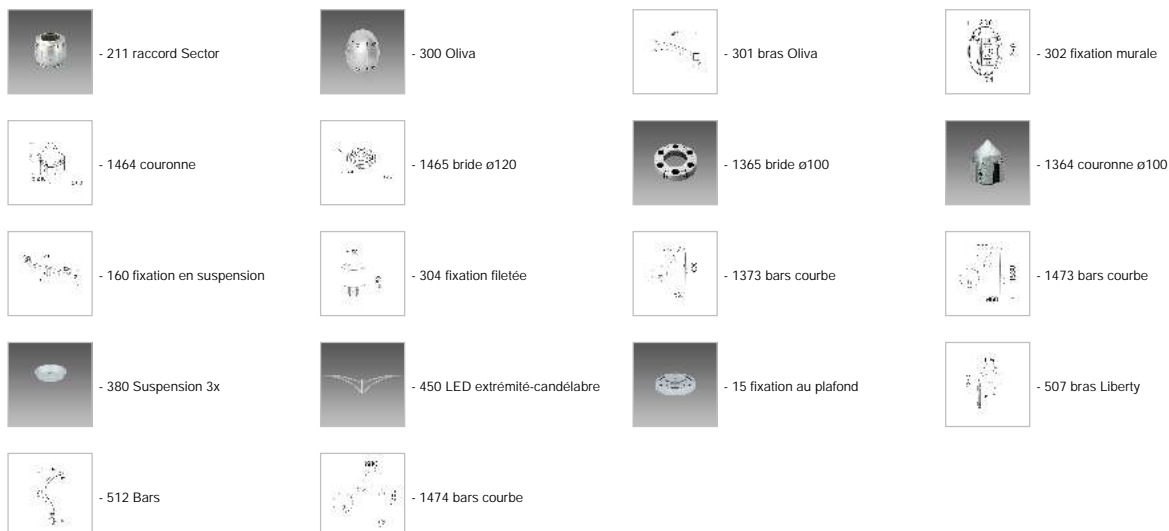 - 211 raccord Sector
- 300 Oliva
- 301 bras Oliva
- 302 fixation murale
- 1464 couronne
- 1465 bride ø120
- 1365 bride ø100
- 1364 couronne ø100
- 160 fixation en suspension
- 304 fixation filetée
- 1373 bars courbe
- 1473 bars courbe
- 380 Suspension 3x
- 450 LED extrémité-candélabre
- 15 fixation au plafond
- 507 bras Liberty
- 512 Bars
- 1474 bars courbe